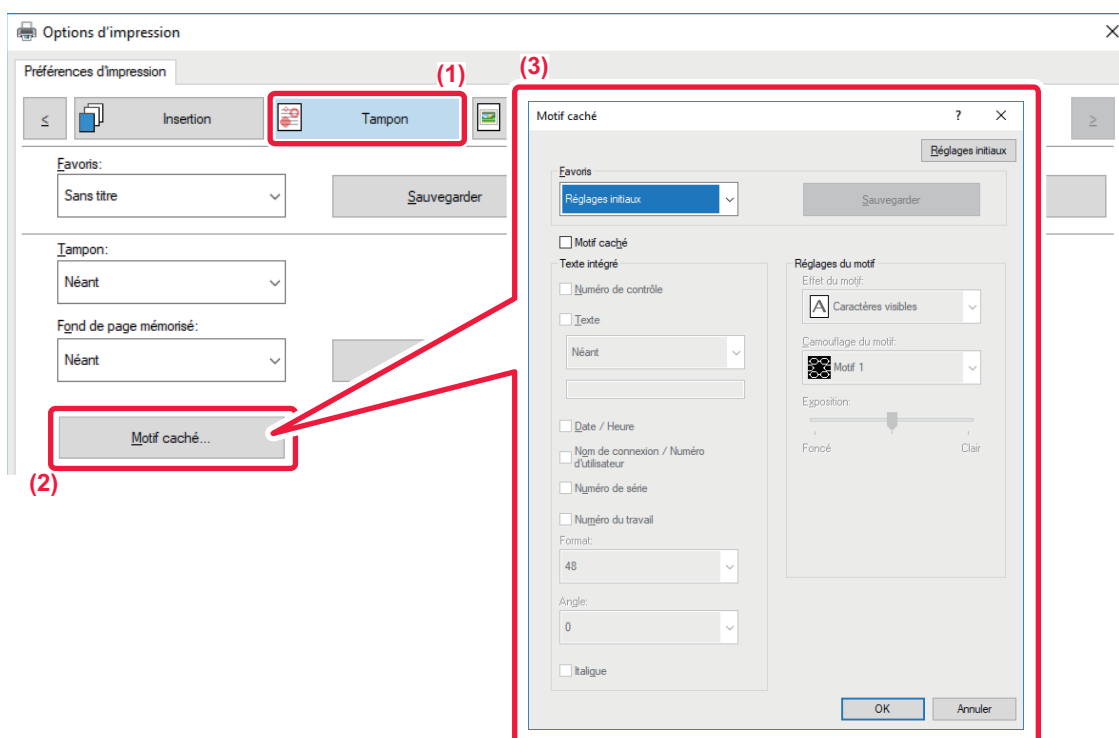 Options d'impression
Préférences d'impression
(1)
(3)
<
Insertion
Tampon
>
Favoris:
Sans titre
Sauvegarder
Tampon:
Néant
Fond de page mémorisé:
Néant
Motif caché...
(2)
Motif caché
?
Réglages initiaux
Favoris
Réglages initiaux
Sauvegarder
Motif caché
Texte intégré
Numéro de contrôle
Texte
Néant
Date / Heure
Nom de connexion / Numéro
d'utilisateur
Numéro de série
Numéro du travail
Format:
48
Angle:
0
Italique
Réglages du motif
Effet du motif:
A Caractères visibles
Camouflage du motif:
Motif 1
Exposition:
Foncé
Clair
OK
Annuler